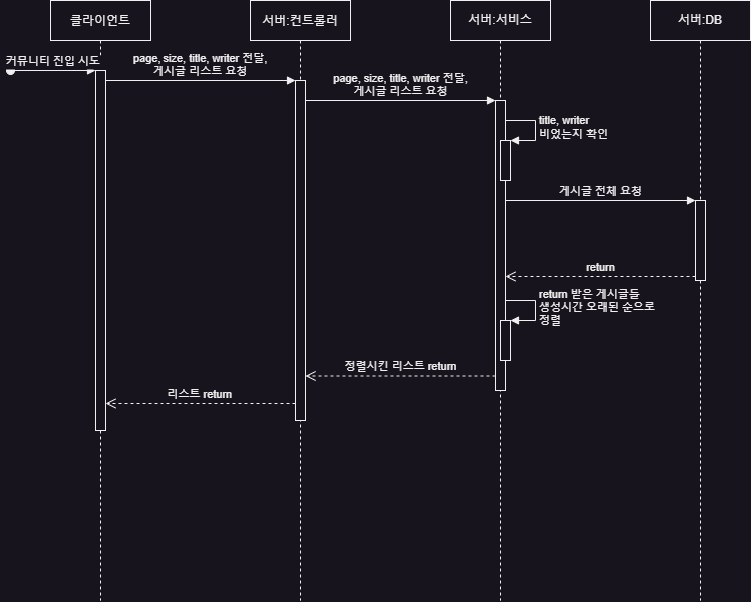 클라이언트
서버:컨트롤러
서버:서비스
서버:DB
커뮤니티 진입 시도
page, size, title, writer 전달,
게시글 리스트 요청
page, size, title, writer 전달,
게시글 리스트 요청
title, writer
비었는지 확인
게시글 전체 요청
return
return 받은 게시글들
생성시간 오래된 순으로
정렬
정렬시킨 리스트 return
리스트 return